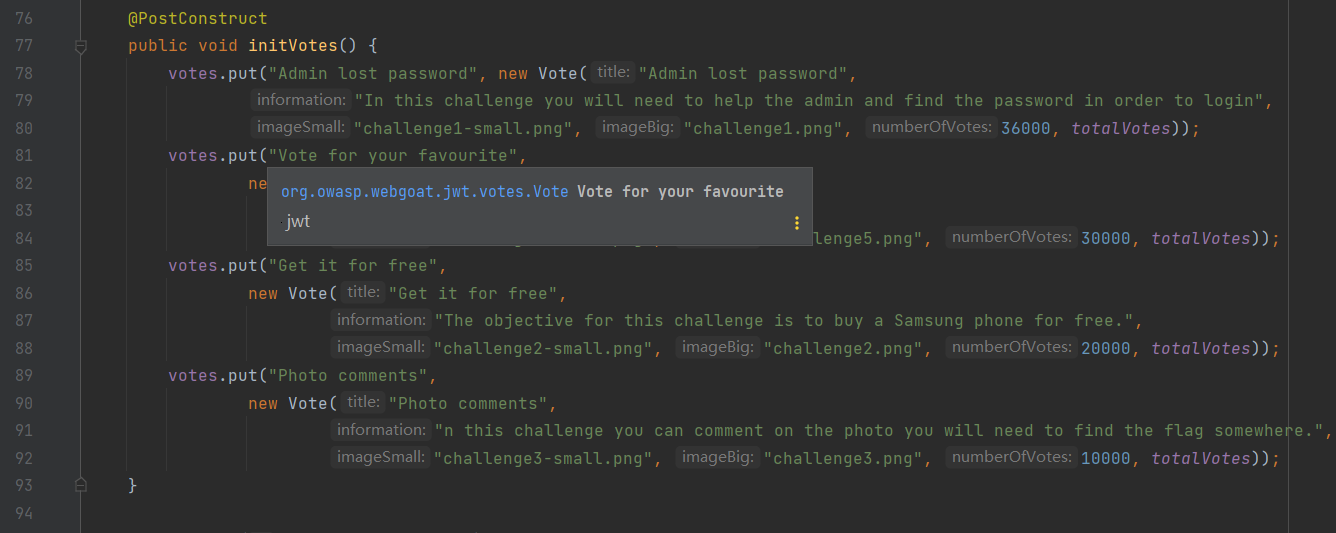 76 @PostConstruct
77 public void initVotes() {
78 votes.put("Admin lost password", new Vote( title: "Admin lost password",
79 information: "In this challenge you will need to help the admin and find the password in order to login",
80 imageSmall: "challenge1-small.png", imageBig: "challenge1.png", numberOfVotes: 36000, totalVotes));
81 votes.put("Vote for your favourite",
82 ne
org.owasp.webgoat.jwt.votes.Vote Vote for your favourite
83
jwt
84 lenge5.png", numberOfVotes: 30000, totalVotes));
85 votes.put("Get it for free",
86 new Vote( title: "Get it for free",
87 information: "The objective for this challenge is to buy a Samsung phone for free.",
88 imageSmall: "challenge2-small.png", imageBig: "challenge2.png", numberOfVotes: 20000, totalVotes));
89 votes.put("Photo comments",
90 new Vote( title: "Photo comments",
91 information: "n this challenge you can comment on the photo you will need to find the flag somewhere.",
92 imageSmall: "challenge3-small.png", imageBig: "challenge3.png", numberOfVotes: 10000, totalVotes));
93 }
94